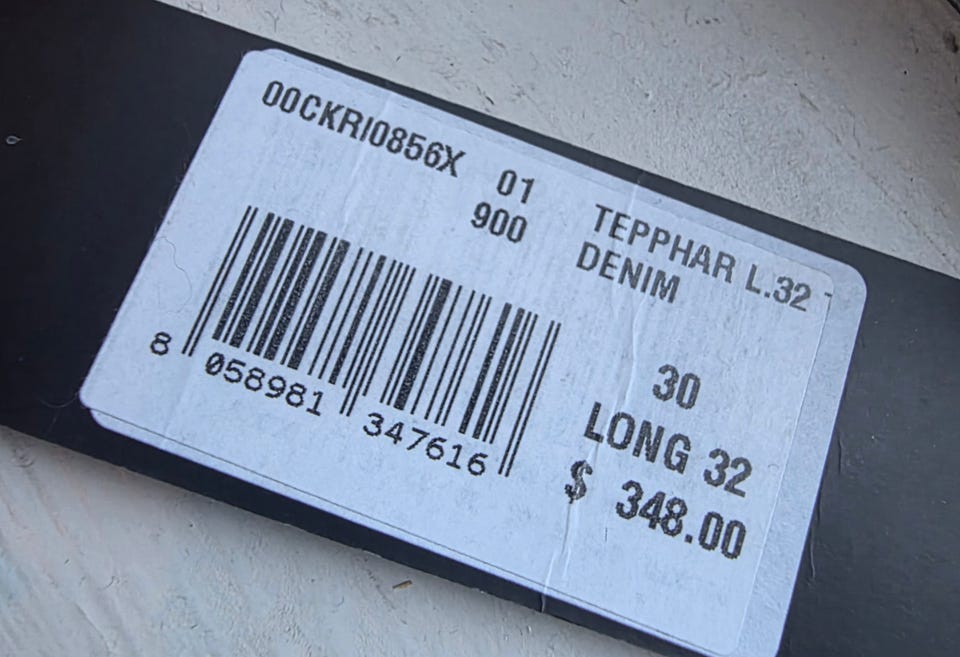 00CKRI0856X 01 TEPPHAR L.32
900 DENIM
8 058981 347616
30
LONG 32
$ 348.00